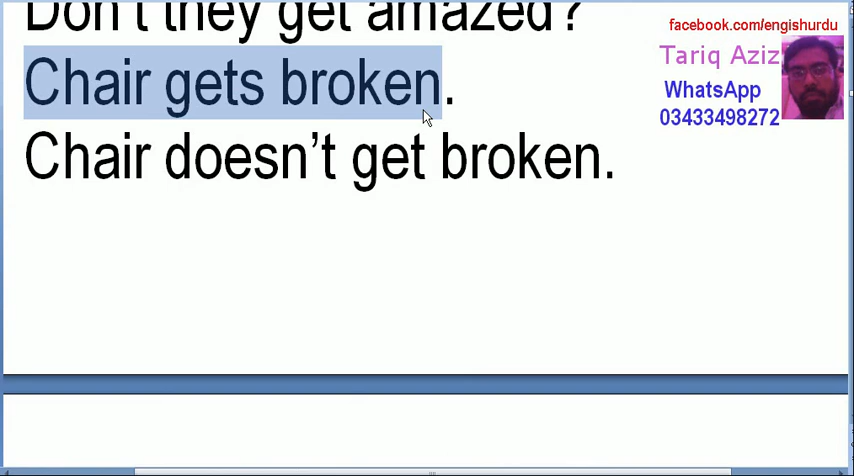 Don't they get amazed?
Chair gets broken.
Chair doesn't get broken.
facebook.com/engishurdu
Tariq Aziz
WhatsApp
03433498272